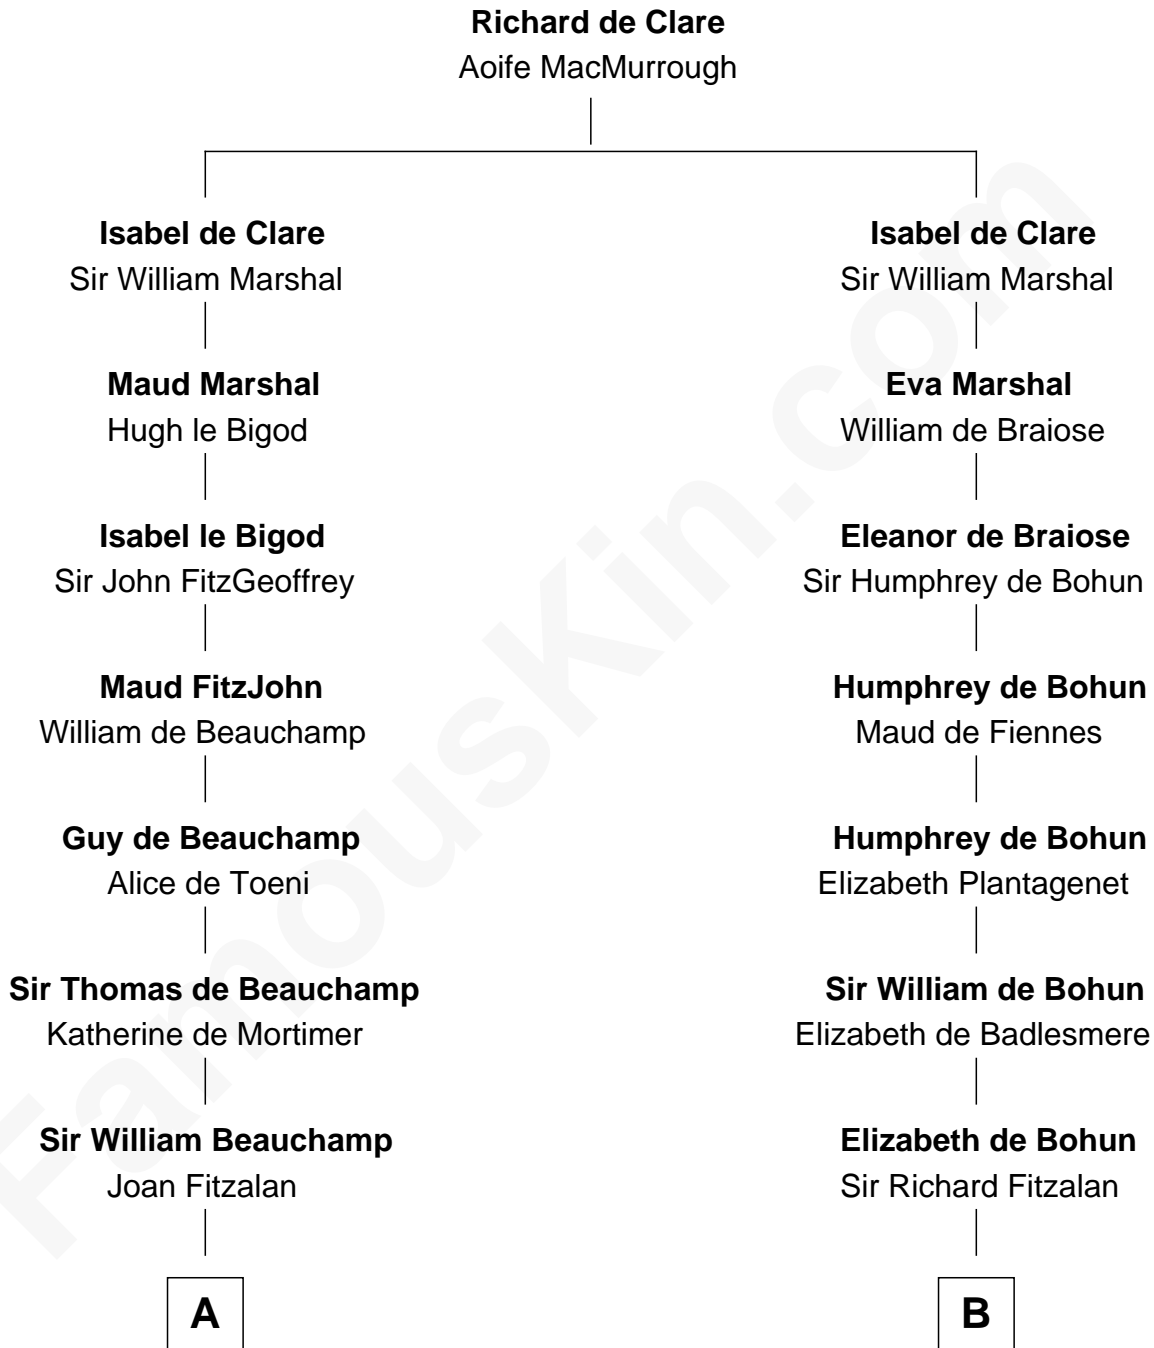 Richard de Clare
Aoife MacMurrough
Isabel de Clare
Sir William Marshal
Maud Marshal
Hugh le Bigod
Isabel le Bigod
Sir John FitzGeoffrey
Maud FitzJohn
William de Beauchamp
Guy de Beauchamp
Alice de Toeni
Sir Thomas de Beauchamp
Katherine de Mortimer
Sir William Beauchamp
Joan Fitzalan
A
Isabel de Clare
Sir William Marshal
Eva Marshal
William de Braiose
Eleanor de Braiose
Sir Humphrey de Bohun
Humphrey de Bohun
Maud de Fiennes
Humphrey de Bohun
Elizabeth Plantagenet
Sir William de Bohun
Elizabeth de Badlesmere
Elizabeth de Bohun
Sir Richard Fitzalan
B
FamousKin.com